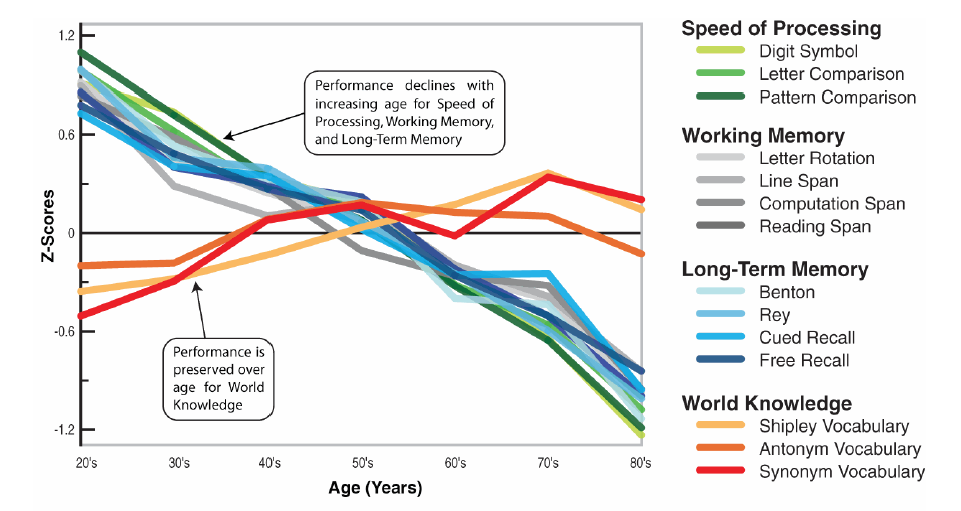 1.2
0.6
0
-0.6
-1.2
Z-Scores
20's 30's 40's 50's 60's 70's 80's
Age (Years)
Performance declines with
increasing age for Speed of
Processing, Working Memory,
and Long-Term Memory
Performance is
preserved over
age for World
Knowledge
Speed of Processing
Digit Symbol
Letter Comparison
Pattern Comparison
Working Memory
Letter Rotation
Line Span
Computation Span
Reading Span
Long-Term Memory
Benton
Rey
Cued Recall
Free Recall
World Knowledge
Shipley Vocabulary
Antonym Vocabulary
Synonym Vocabulary